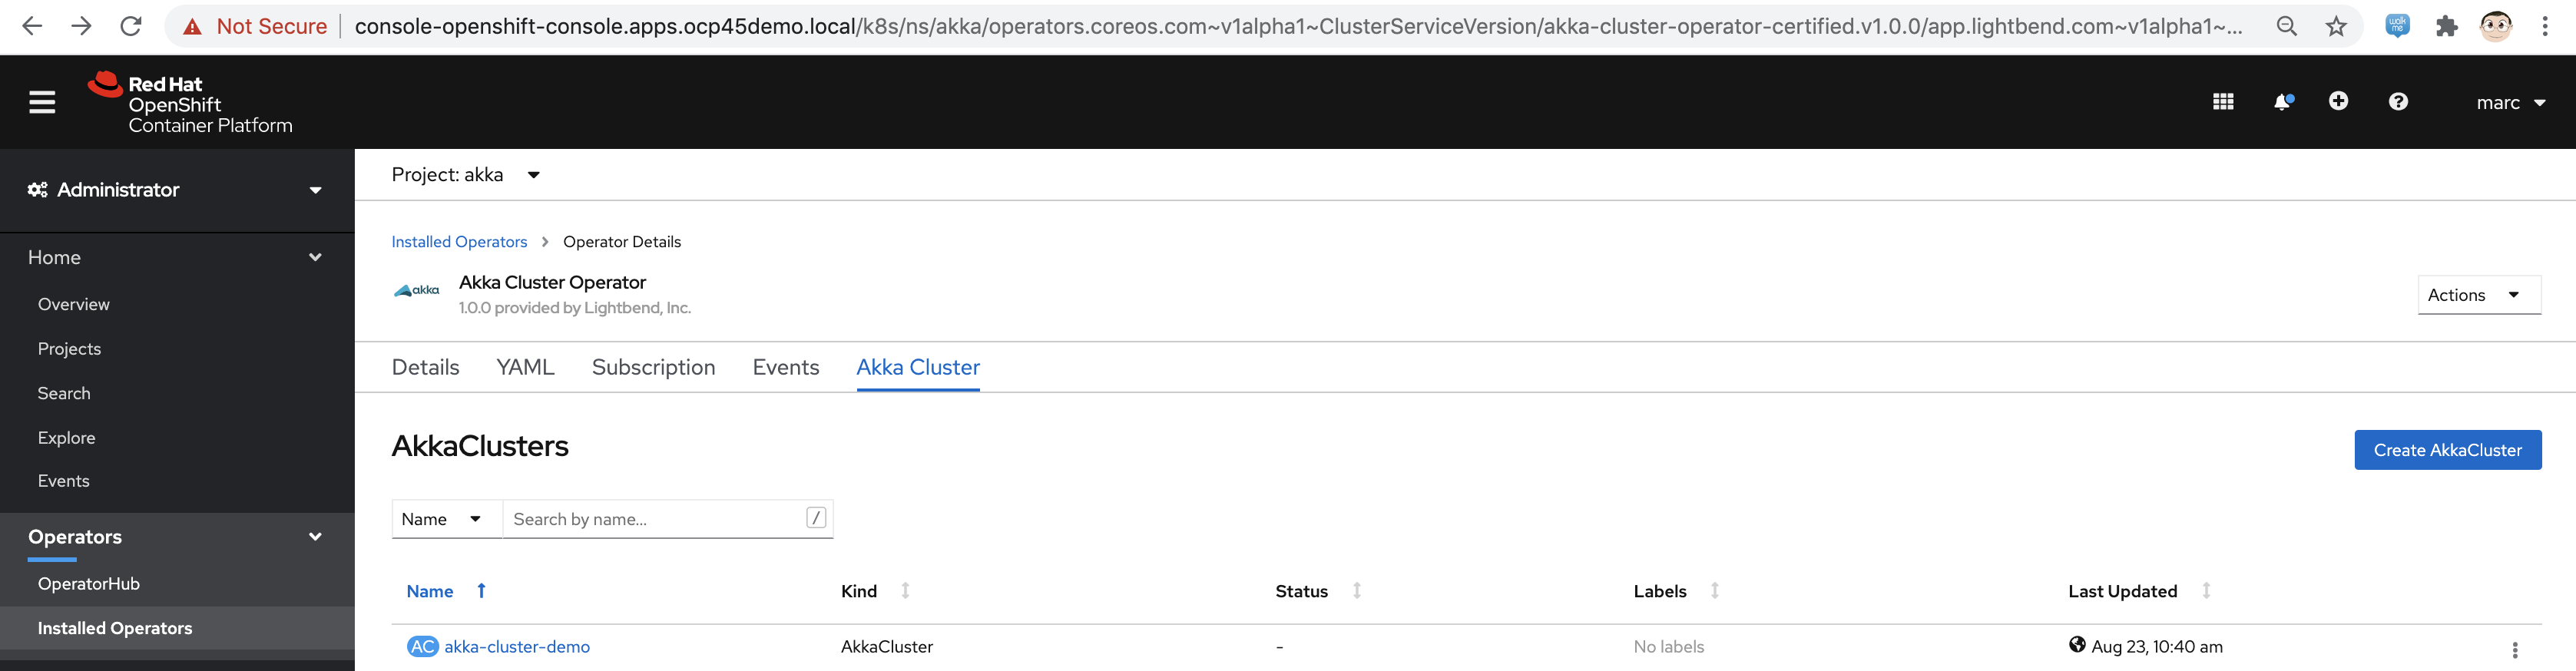 Not Secure | console-openshift-console.apps.ocp45demo.local/k8s/ns/akka/operators.coreos.com~v1alpha1~ClusterServiceVersion/akka-cluster-operator-certified.v1.0.0/app.lightbend.com~v1alpha1~...
walk me
Red Hat
OpenShift
Container Platform
marc
Administrator
Project: akka
Home
Overview
Projects
Search
Explore
Events
Operators
OperatorHub
Installed Operators
Installed Operators > Operator Details
akka
Akka Cluster Operator
1.0.0 provided by Lightbend, Inc.
Actions
Details YAML Subscription Events Akka Cluster
AkkaClusters
Create AkkaCluster
Name Search by name... /
Name Kind Status Labels Last Updated
AC akka-cluster-demo AkkaCluster - No labels Aug 23, 10:40 am